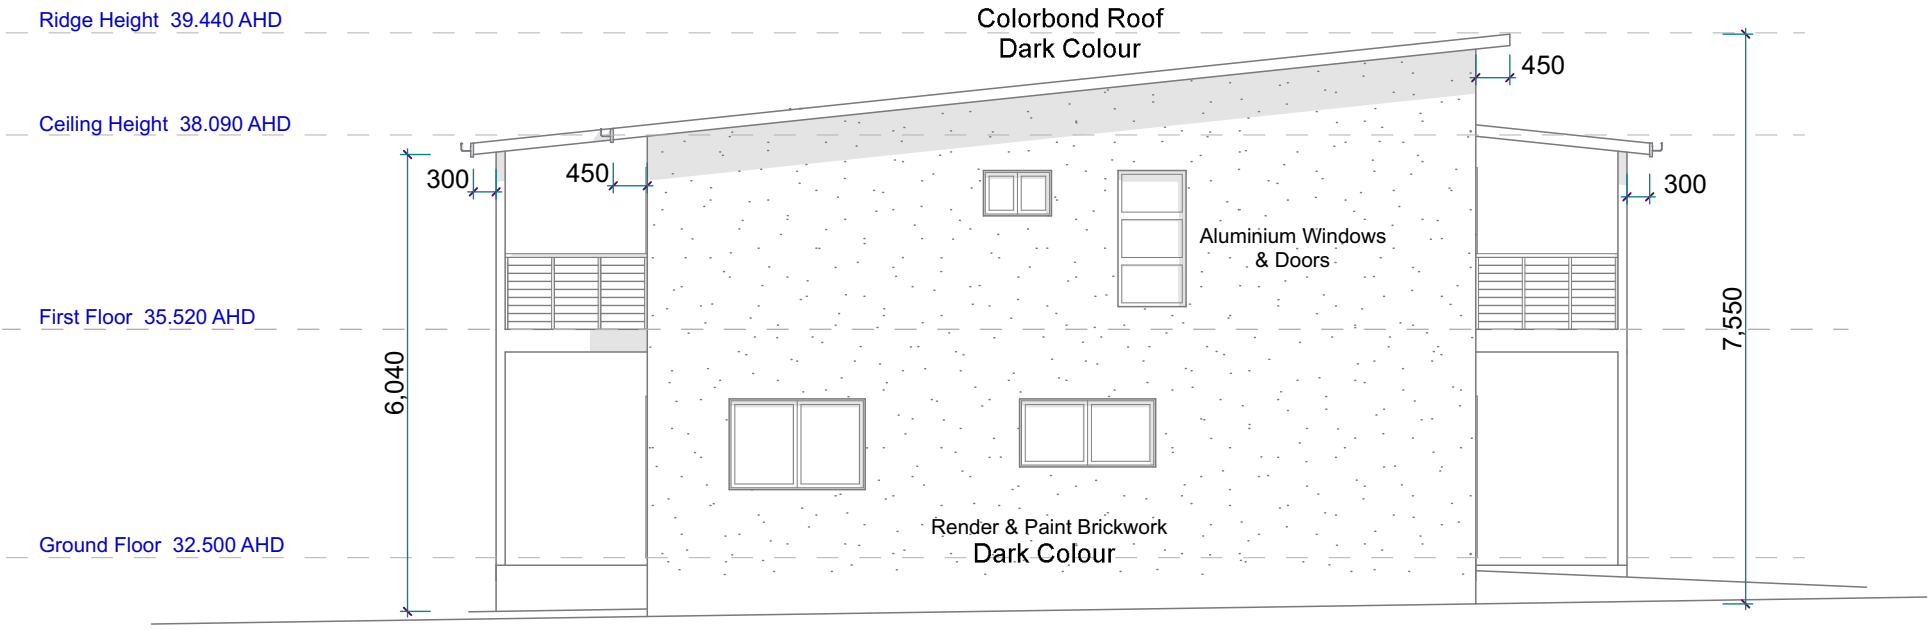 Ridge Height 39.440 AHD
Colorbond Roof
Dark Colour
450
Ceiling Height 38.090 AHD
300
450
300
Aluminium Windows
& Doors
First Floor 35.520 AHD
6,040
7,550
Render & Paint Brickwork
Dark Colour
Ground Floor 32.500 AHD